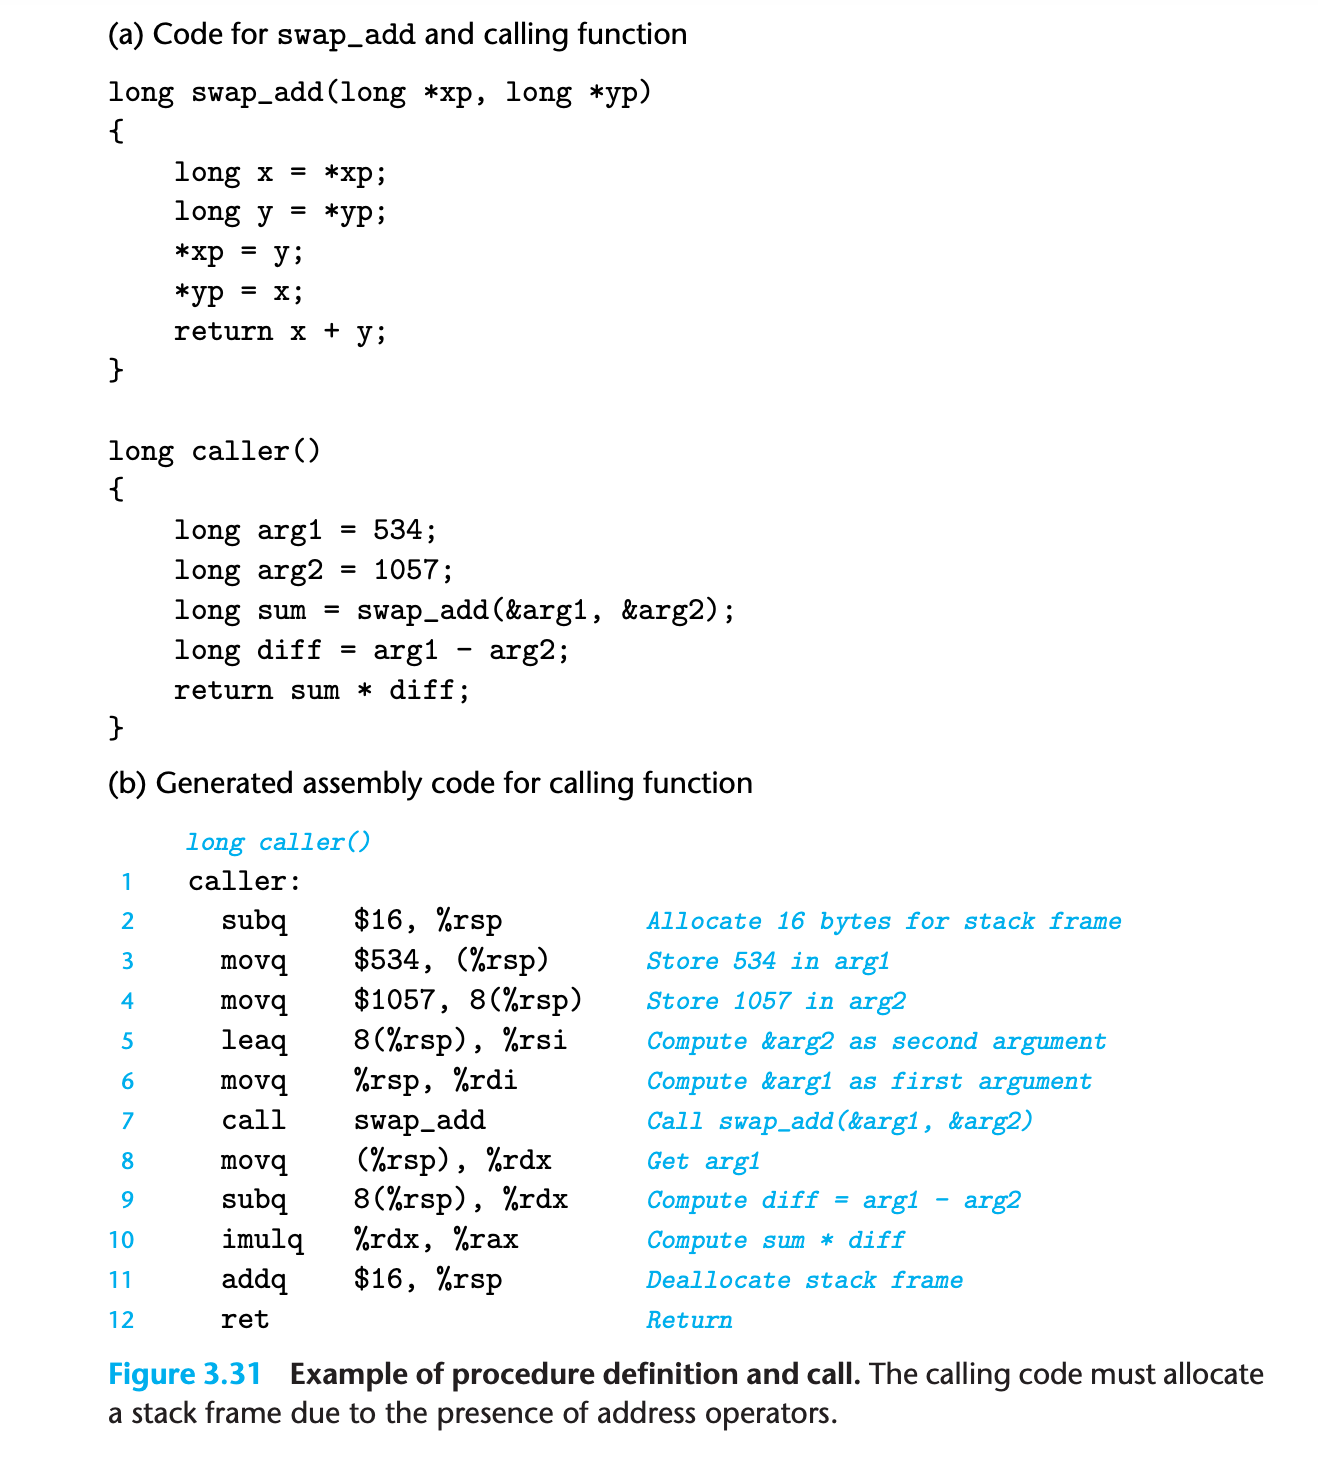 (a) Code for swap_add and calling function
long swap_add(long *xp, long *yp)
{
long x = *xp;
long y = *yp;
*xp = y;
*yp = x;
return x + y;
}
long caller()
{
long arg1 = 534;
long arg2 = 1057;
long sum = swap_add(&arg1, &arg2);
long diff = arg1 - arg2;
return sum * diff;
}
(b) Generated assembly code for calling function
long caller()
1 caller:
2 subq $16, %rsp Allocate 16 bytes for stack frame
3 movq $534, (%rsp) Store 534 in arg1
4 movq $1057, 8(%rsp) Store 1057 in arg2
5 leaq 8(%rsp), %rsi Compute &arg2 as second argument
6 movq %rsp, %rdi Compute &arg1 as first argument
7 call swap_add Call swap_add(&arg1, &arg2)
8 movq (%rsp), %rdx Get arg1
9 subq 8(%rsp), %rdx Compute diff = arg1 - arg2
10 imulq %rdx, %rax Compute sum * diff
11 addq $16, %rsp Deallocate stack frame
12 ret Return
Figure 3.31 Example of procedure definition and call. The calling code must allocate
a stack frame due to the presence of address operators.